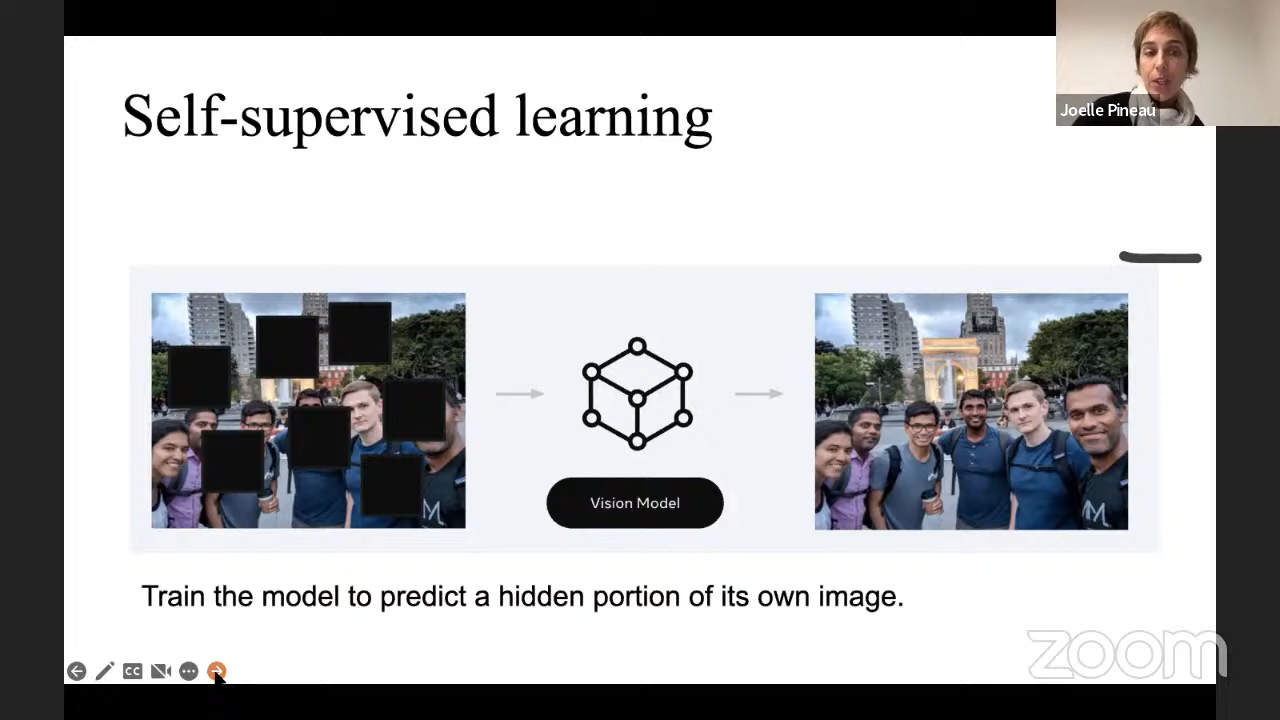 Self-supervised learning
Joelle Pineau
Vision Model
Train the model to predict a hidden portion of its own image.
CC
zoom